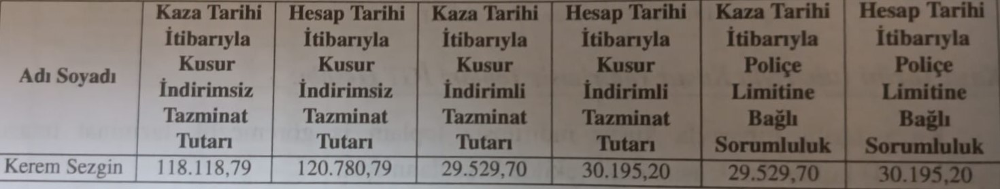 Adı Soyadı
Kaza Tarihi
İtibarıyla
Kusur
İndirimsiz
Tazminat
Tutarı
Hesap Tarihi
İtibarıyla
Kusur
İndirimsiz
Tazminat
Tutarı
Kaza Tarihi
İtibarıyla
Kusur
İndirimli
Tazminat
Tutarı
Hesap Tarihi
İtibarıyla
Kusur
İndirimli
Tazminat
Tutarı
Kaza Tarihi
İtibarıyla
Poliçe
Limitine
Bağlı
Sorumluluk
Hesap Tarihi
İtibarıyla
Poliçe
Limitine
Bağlı
Sorumluluk
Kerem Sezgin 118.118,79 120.780,79 29.529,70 30.195,20 29.529,70 30.195,20